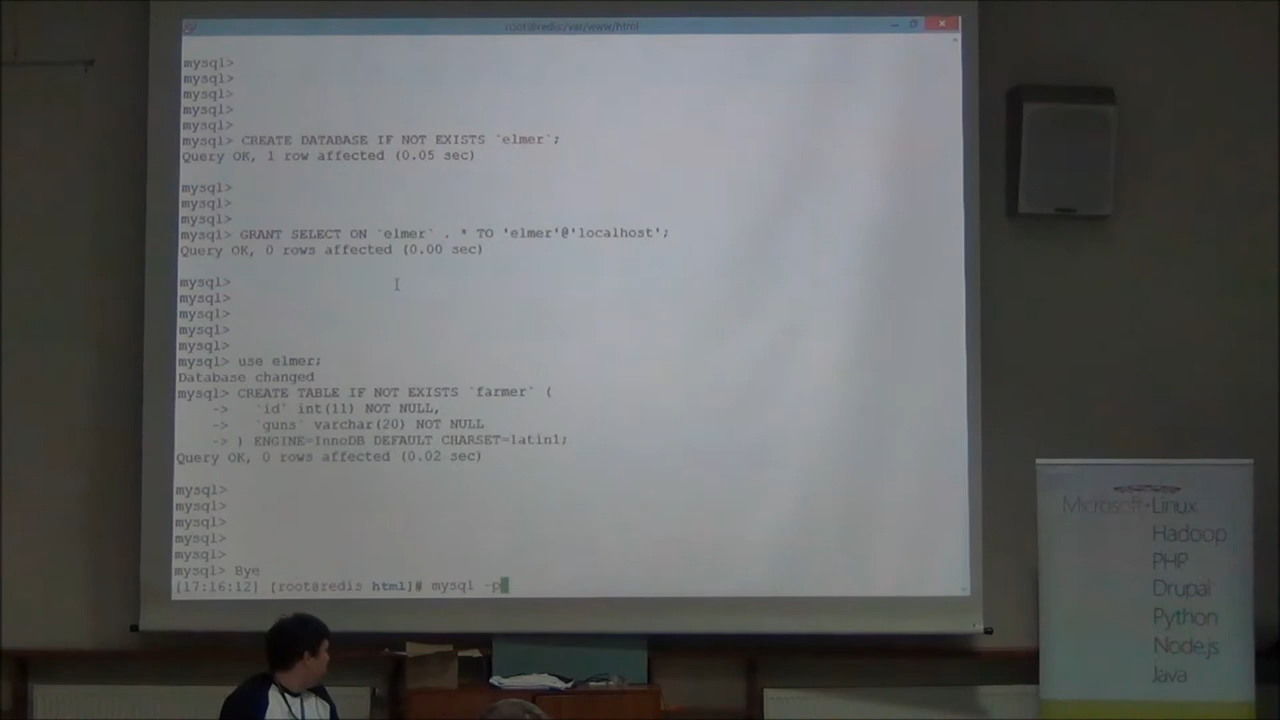 root@redis:/var/www/html
mysql>
mysql>
mysql>
mysql>
mysql>
mysql> CREATE DATABASE IF NOT EXISTS `elmer`;
Query OK, 1 row affected (0.05 sec)
mysql>
mysql>
mysql>
mysql> GRANT SELECT ON `elmer` . * TO 'elmer'@'localhost';
Query OK, 0 rows affected (0.00 sec)
mysql>
mysql>
mysql>
mysql>
mysql>
mysql> use elmer;
Database changed
mysql> CREATE TABLE IF NOT EXISTS `farmer` (
-> `id` int(11) NOT NULL,
-> `guns` varchar(20) NOT NULL
-> ) ENGINE=InnoDB DEFAULT CHARSET=latin1;
Query OK, 0 rows affected (0.02 sec)
mysql>
mysql>
mysql>
mysql>
mysql>
mysql> Bye
[17:16:12] [root@redis html]# mysql -p
Microsoft+Linux
Hadoop
PHP
Drupal
Python
Node.js
Java